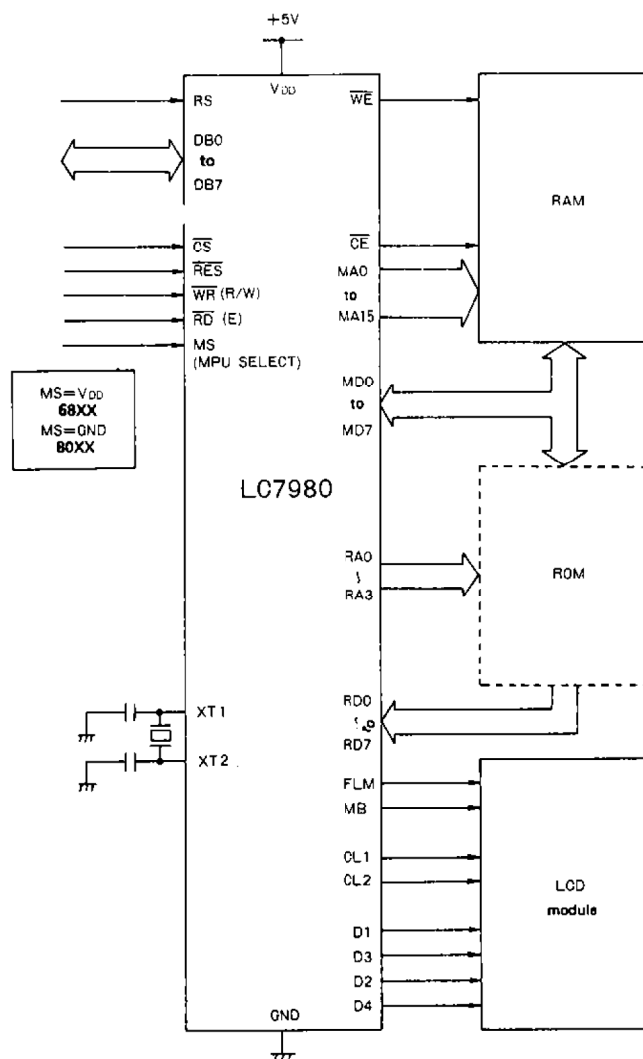 +5V
VDD
RS
DB0
to
DB7
CS
RES
WR (R/W)
RD (E)
MS
(MPU SELECT)
MS=VDD
68XX
MS=GND
80XX
LC7980
XT1
XT2
GND
WE
CE
MA0
to
MA15
MD0
to
MD7
RA0
⟆
RA3
RD0
to
RD7
FLM
MB
CL1
CL2
D1
D3
D2
D4
RAM
ROM
LCD
module